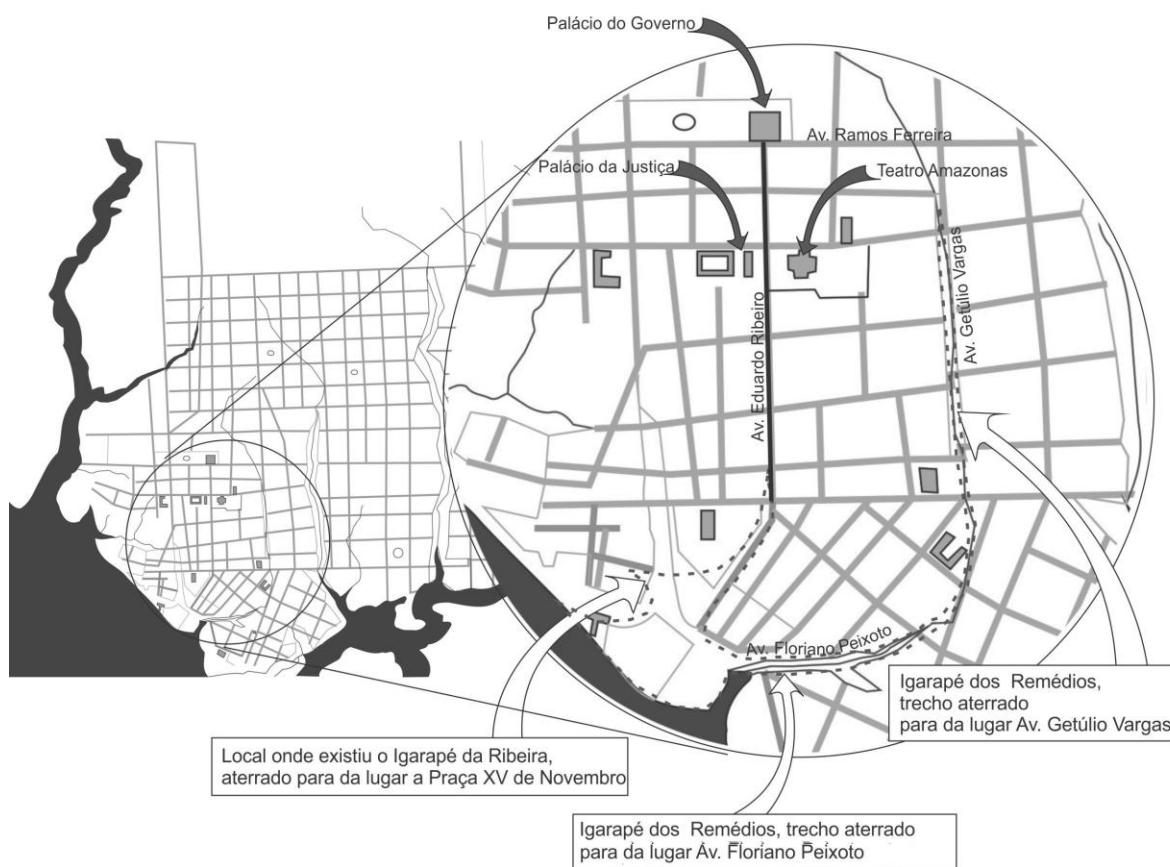 Palácio do Governo
Av. Ramos Ferreira
Palácio da Justiça
Teatro Amazonas
Av. Getúlio Vargas
Av. Eduardo Ribeiro
Av. Floriano Peixoto
Igarapé dos Remédios,
trecho aterrado
para da lugar Av. Getúlio Vargas
Local onde existiu o Igarapé da Ribeira,
aterrado para da lugar a Praça XV de Novembro
Igarapé dos Remédios, trecho aterrado
para da lugar Av. Floriano Peixoto